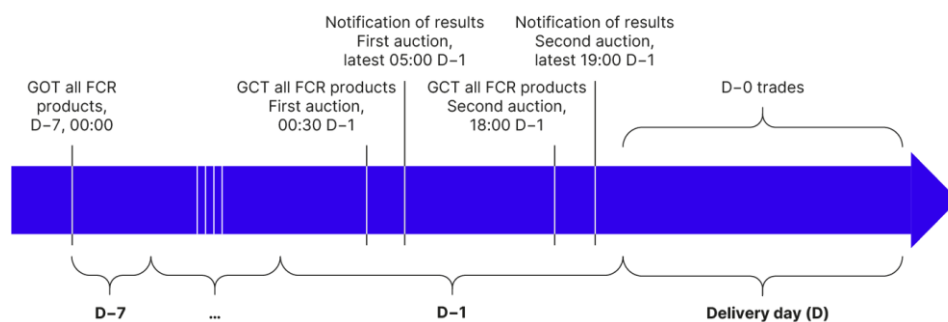 Notification of results
First auction,
latest 05:00 D–1
Notification of results
Second auction,
latest 19:00 D–1
GOT all FCR
products,
D–7, 00:00
GCT all FCR products
First auction,
00:30 D–1
GCT all FCR products
Second auction,
18:00 D–1
D–0 trades
D–7
...
D–1
Delivery day (D)